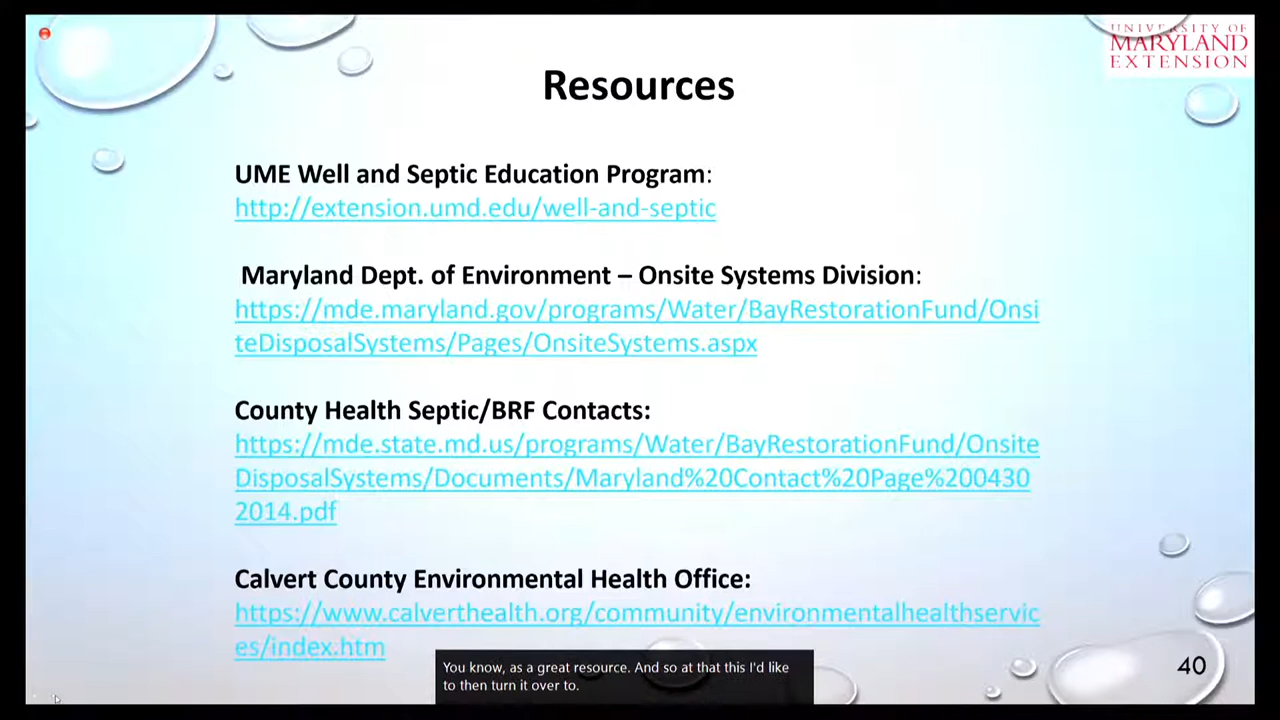 UNIVERSITY OF
MARYLAND
EXTENSION
Resources
UME Well and Septic Education Program:
http://extension.umd.edu/well-and-septic
Maryland Dept. of Environment – Onsite Systems Division:
https://mde.maryland.gov/programs/Water/BayRestorationFund/Onsi
teDisposalSystems/Pages/OnsiteSystems.aspx
County Health Septic/BRF Contacts:
https://mde.state.md.us/programs/Water/BayRestorationFund/Onsite
DisposalSystems/Documents/Maryland%20Contact%20Page%200430
2014.pdf
Calvert County Environmental Health Office:
https://www.calverthealth.org/community/environmentalhealthservic
es/index.htm
You know, as a great resource. And so at that this I'd like
to then turn it over to.
40